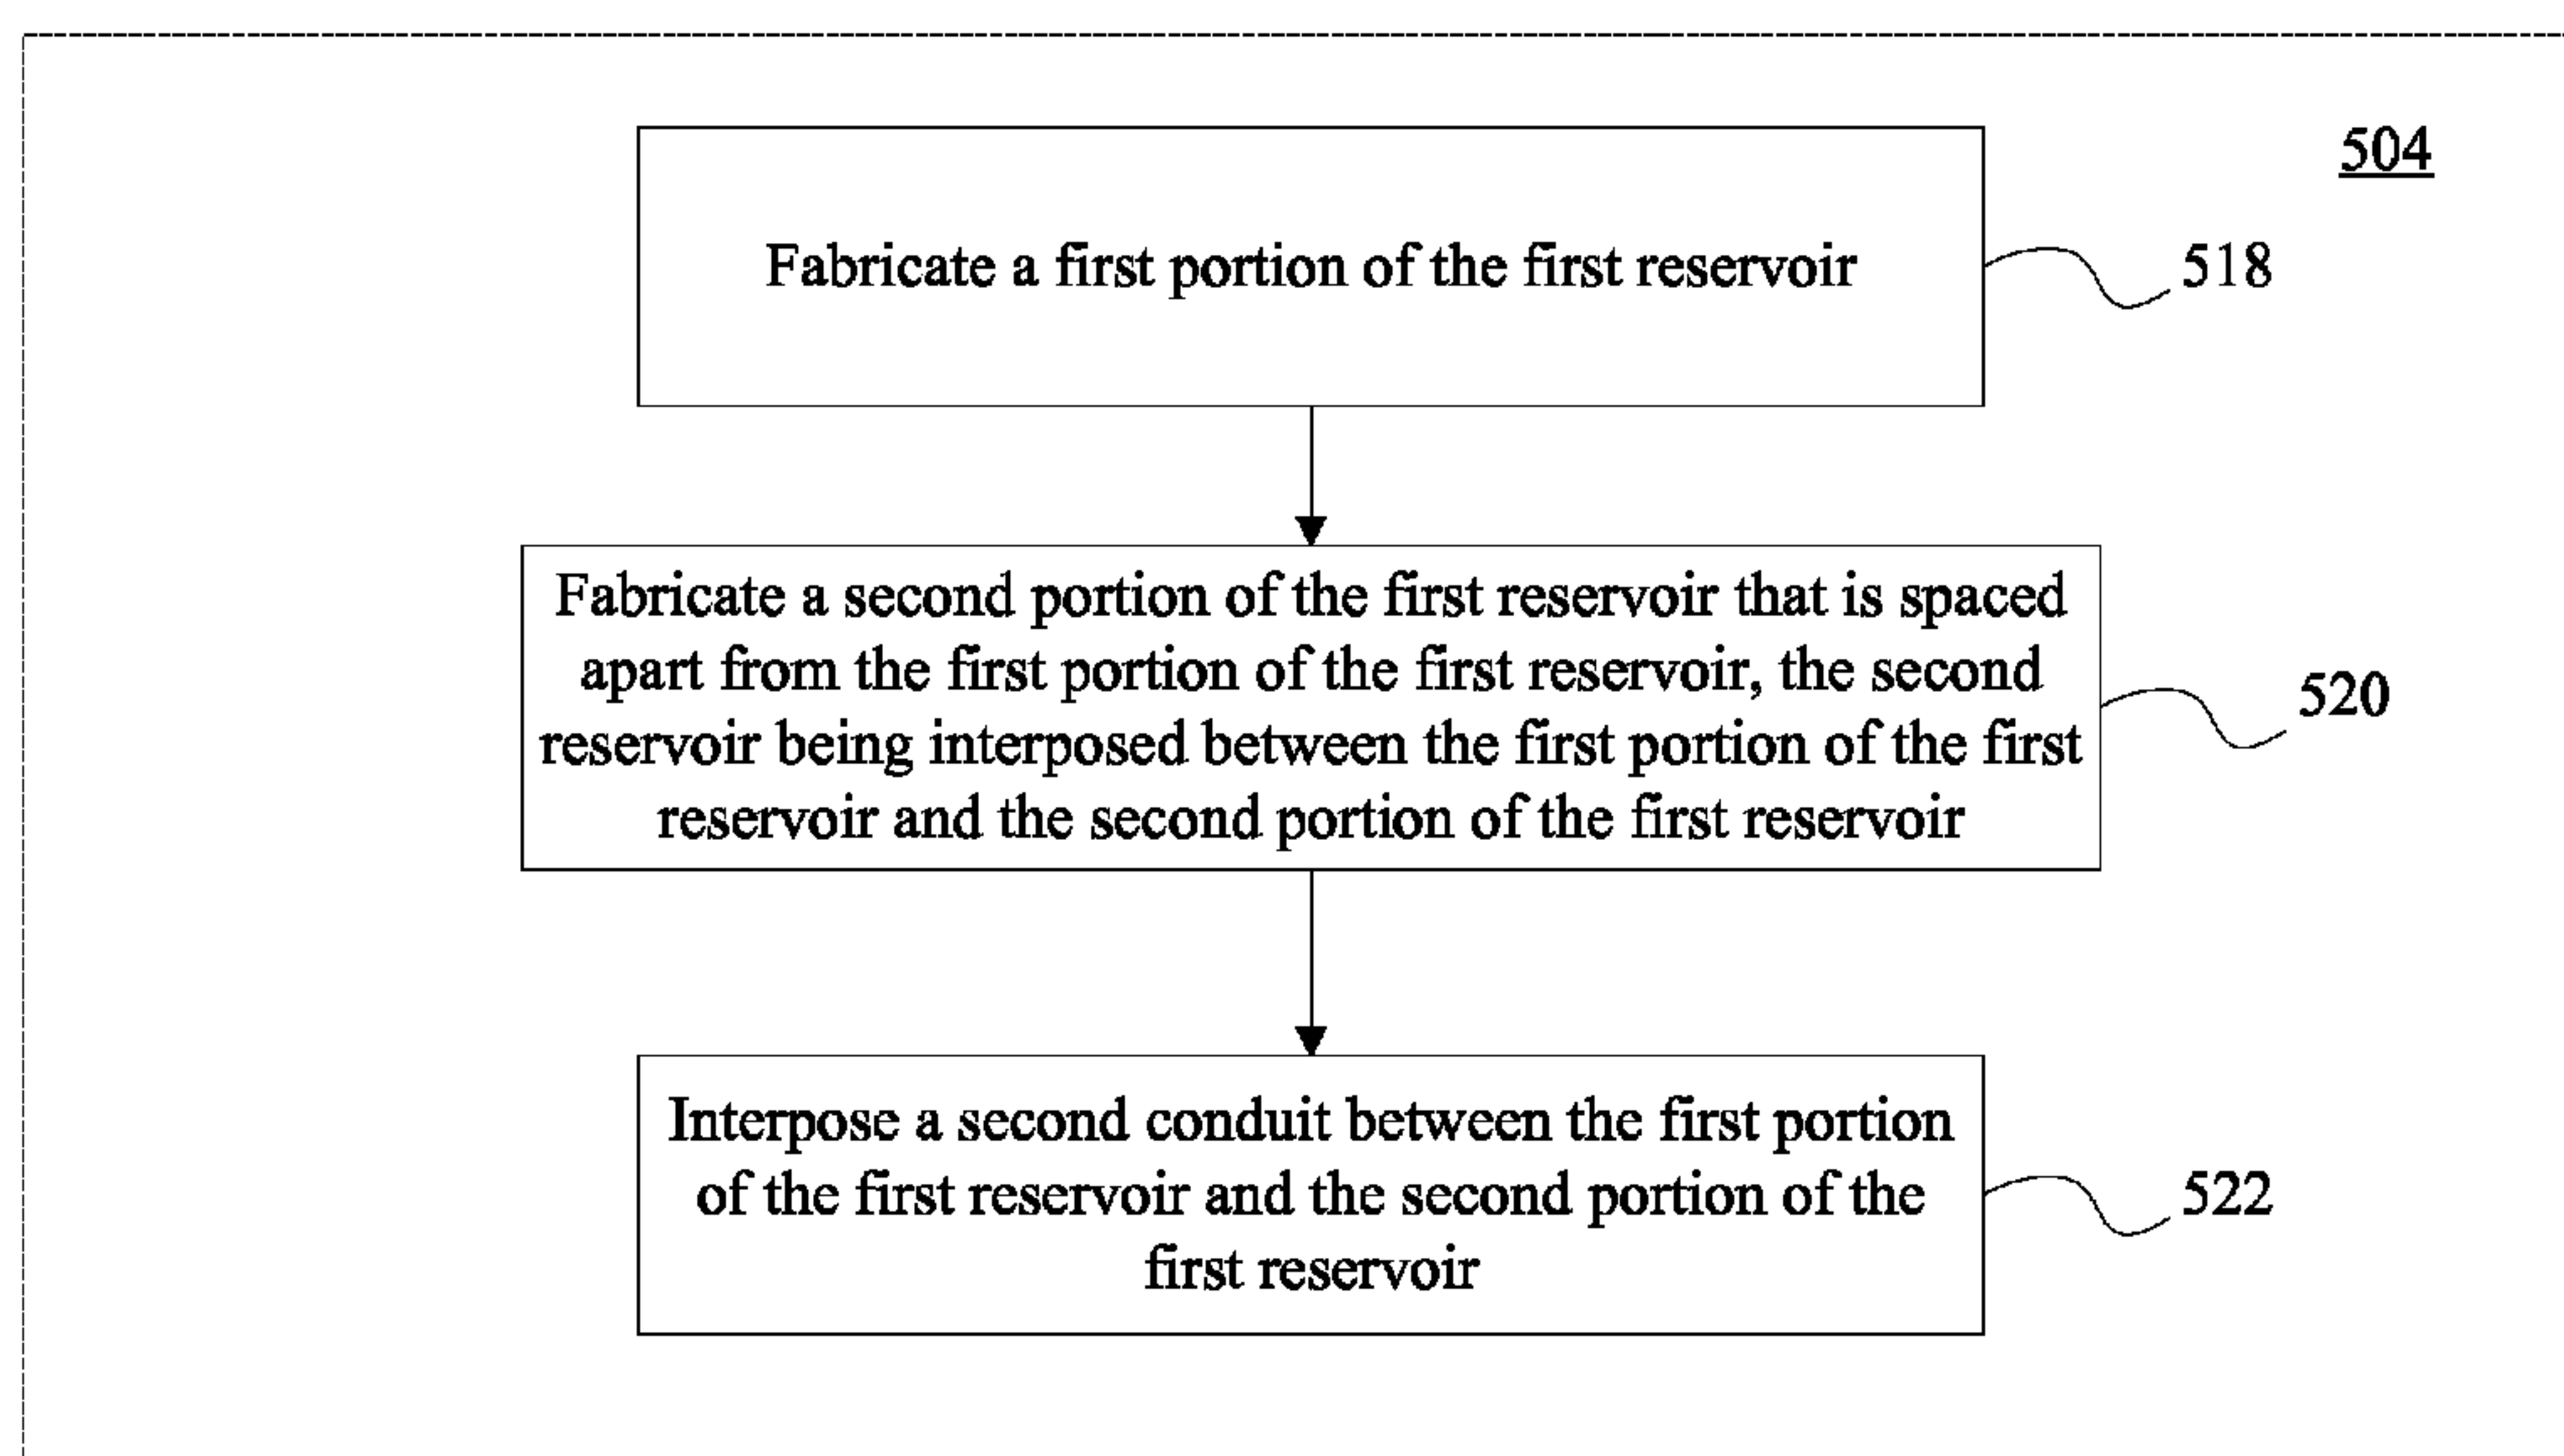 504
Fabricate a first portion of the first reservoir
518
Fabricate a second portion of the first reservoir that is spaced
apart from the first portion of the first reservoir, the second
reservoir being interposed between the first portion of the first
reservoir and the second portion of the first reservoir
520
Interpose a second conduit between the first portion
of the first reservoir and the second portion of the
first reservoir
522